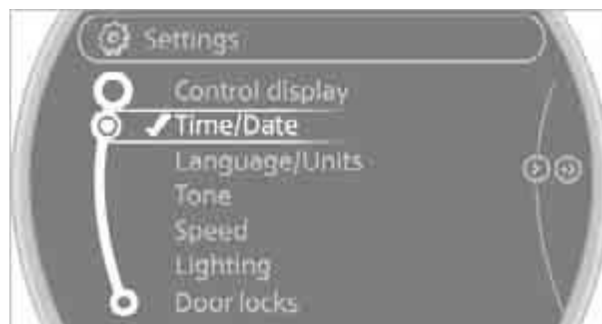 Settings
Control display
Time/Date
Language/Units
Tone
Speed
Lighting
Door locks